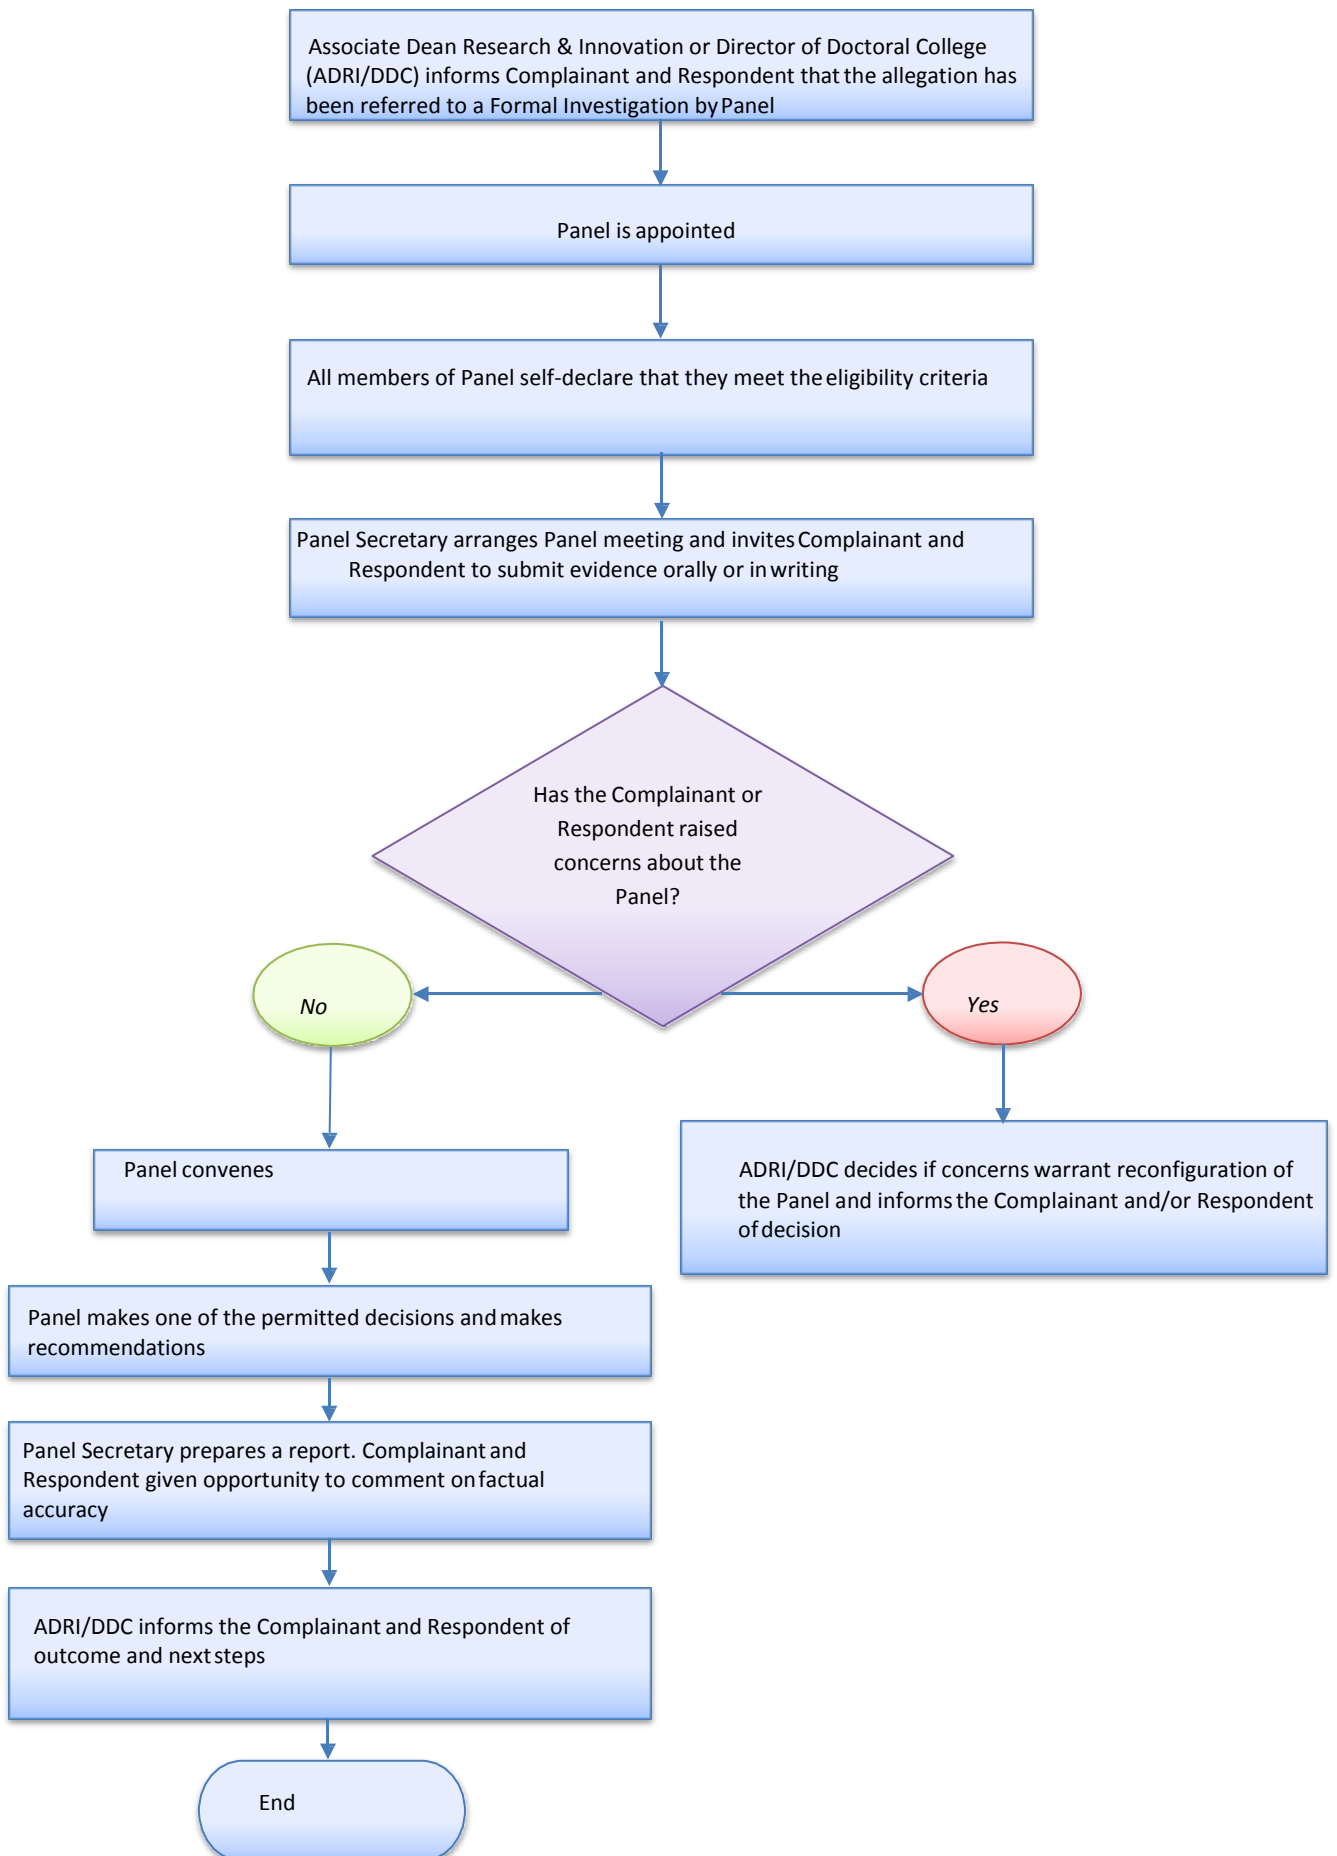 Associate Dean Research & Innovation or Director of Doctoral College
(ADRI/DDC) informs Complainant and Respondent that the allegation has
been referred to a Formal Investigation by Panel
Panel is appointed
All members of Panel self-declare that they meet the eligibility criteria
Panel Secretary arranges Panel meeting and invites Complainant and
Respondent to submit evidence orally or in writing
Has the Complainant or
Respondent raised
concerns about the
Panel?
No
Yes
Panel convenes
ADRI/DDC decides if concerns warrant reconfiguration of
the Panel and informs the Complainant and/or Respondent
of decision
Panel makes one of the permitted decisions and makes
recommendations
Panel Secretary prepares a report. Complainant and
Respondent given opportunity to comment on factual
accuracy
ADRI/DDC informs the Complainant and Respondent of
outcome and next steps
End